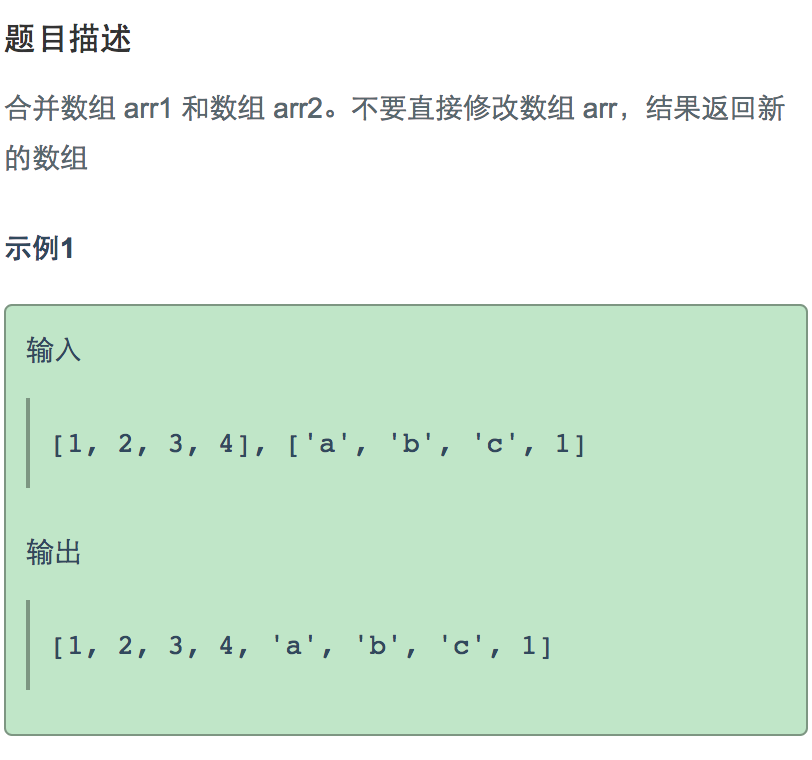 题目描述
合并数组 arr1 和数组 arr2。不要直接修改数组 arr，结果返回新
的数组
示例1
输入
[1, 2, 3, 4], ['a', 'b', 'c', 1]
输出
[1, 2, 3, 4, 'a', 'b', 'c', 1]